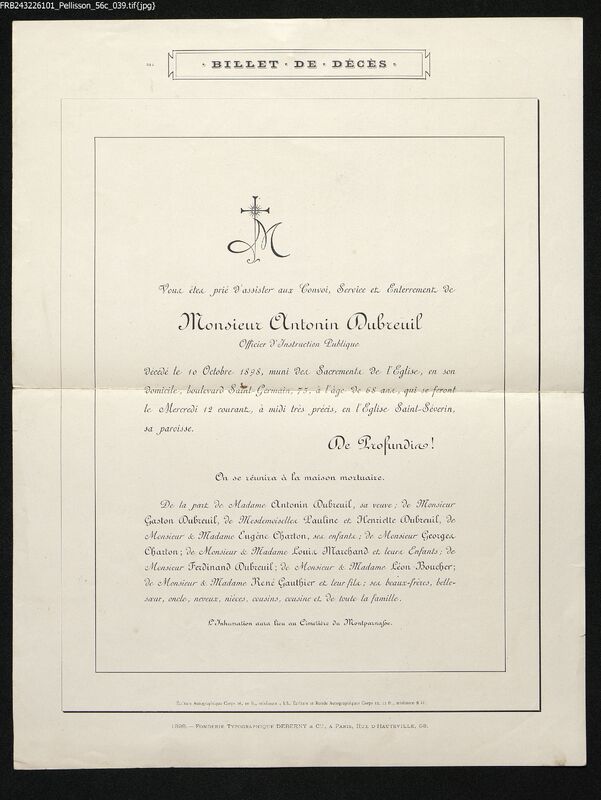 FRB243226101_Pellisson_56c_039.tif{jpg}
· BILLET · DE · DÉCÈS ·
M
Vous êtes prié d'assister aux Convoi, Service et Enterrement de
Monsieur Antonin Dubreuil
Officier d'Instruction Publique
décédé le 10 Octobre 1898, muni des Sacrements de l'Eglise, en son
domicile, boulevard Saint-Germain, 75, à l'âge de 68 ans, qui se feront
le Mercredi 12 courant, à midi très précis, en l'Eglise Saint-Séverin,
sa paroisse.
De Profundis!
On se réunira à la maison mortuaire.
De la part de Madame Antonin Dubreuil, sa veuve; de Monsieur
Gaston Dubreuil, de Mesdemoiselles Pauline et Henriette Dubreuil, de
Monsieur & Madame Eugène Charton, ses enfants; de Monsieur Georges
Charton; de Monsieur & Madame Louis Marchand et leurs Enfants; de
Monsieur Ferdinand Dubreuil; de Monsieur & Madame Léon Boucher;
de Monsieur & Madame René Gauthier et leur fils; ses beaux-frères, belle-
sœur, oncle, neveux, nièces, cousins, cousine et de toute la famille.
L'Inhumation aura lieu au Cimetière du Montparnasse.
Écriture Autographique Corps Écriture et Ronde Autographiques Corps
1898. — FONDERIE TYPOGRAPHIQUE DEBERNY & Cie, A PARIS, RUE D'HAUTEVILLE, 58.